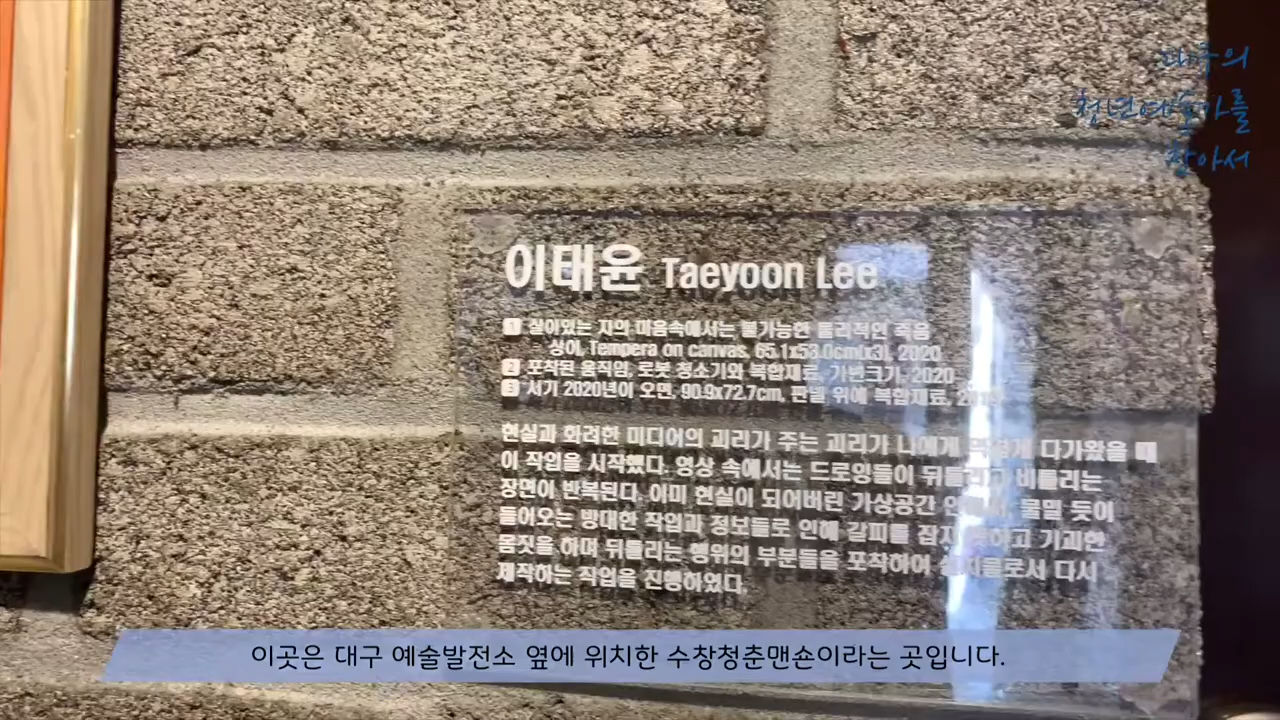 대구의
청년예술가를
찾아서
이태윤 Taeyoon Lee
1 살아있는 자의 마음속에서는 불가능한 물리적인 죽음
상이, Tempera on canvas, 65.1x53.0cm(x3), 2020
2 포착된 움직임, 로봇 청소기와 복합재료, 가변크기, 2020
3 서기 2020년이 오면, 90.9x72.7cm, 판넬 위에 복합재료,
현실과 화려한 미디어의 괴리가 주는 괴리가 나에게 다가왔을 때
이 작업을 시작했다. 영상 속에서는 드로잉들이 뒤틀리고 비틀리는
장면이 반복된다. 이미 현실이 되어버린 가상공간 물밀 듯이
들어오는 방대한 작업과 정보들로 인해 갈피를 잡지 못하고 기괴한
몸짓을 하며 뒤틀리는 행위의 부분들을 포착하여 다시
제작하는 작업을 진행하였다.
이곳은 대구 예술발전소 옆에 위치한 수창청춘맨숀이라는 곳입니다.